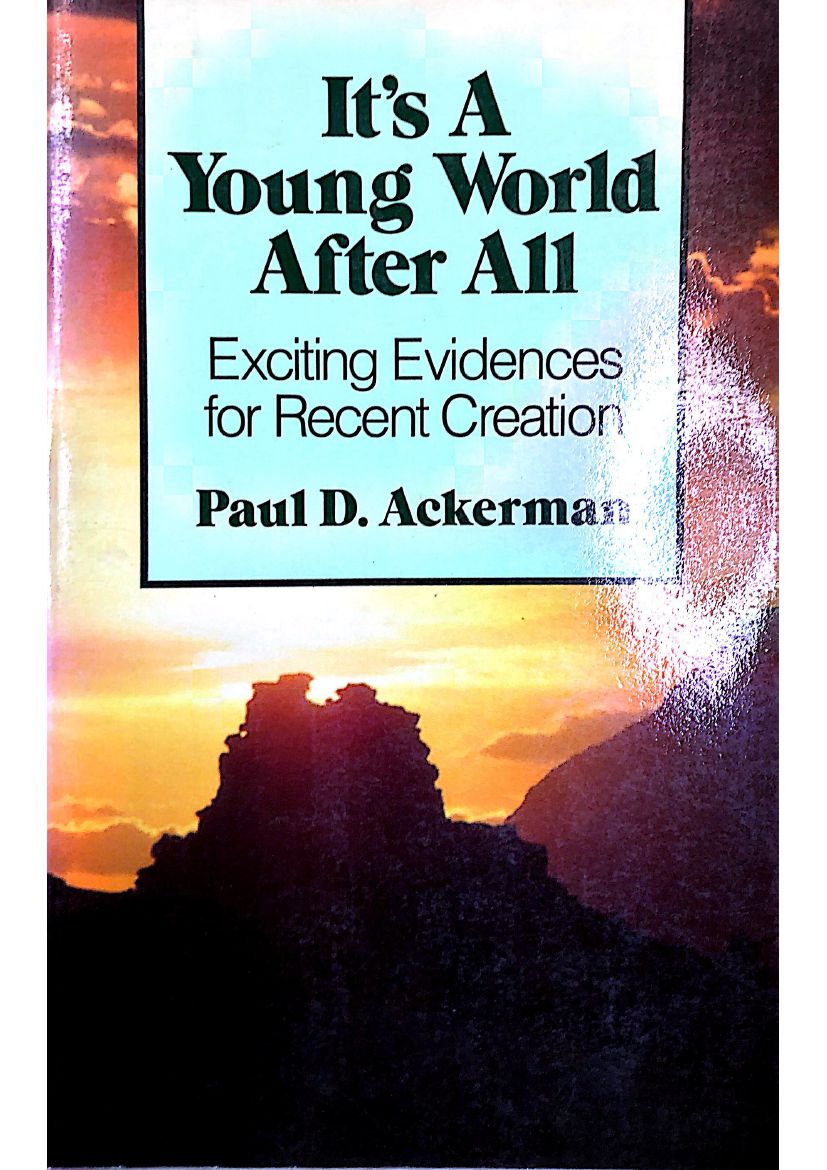 It's A
Young World
After All
Exciting Evidences
for Recent Creation
Paul D. Ackerman